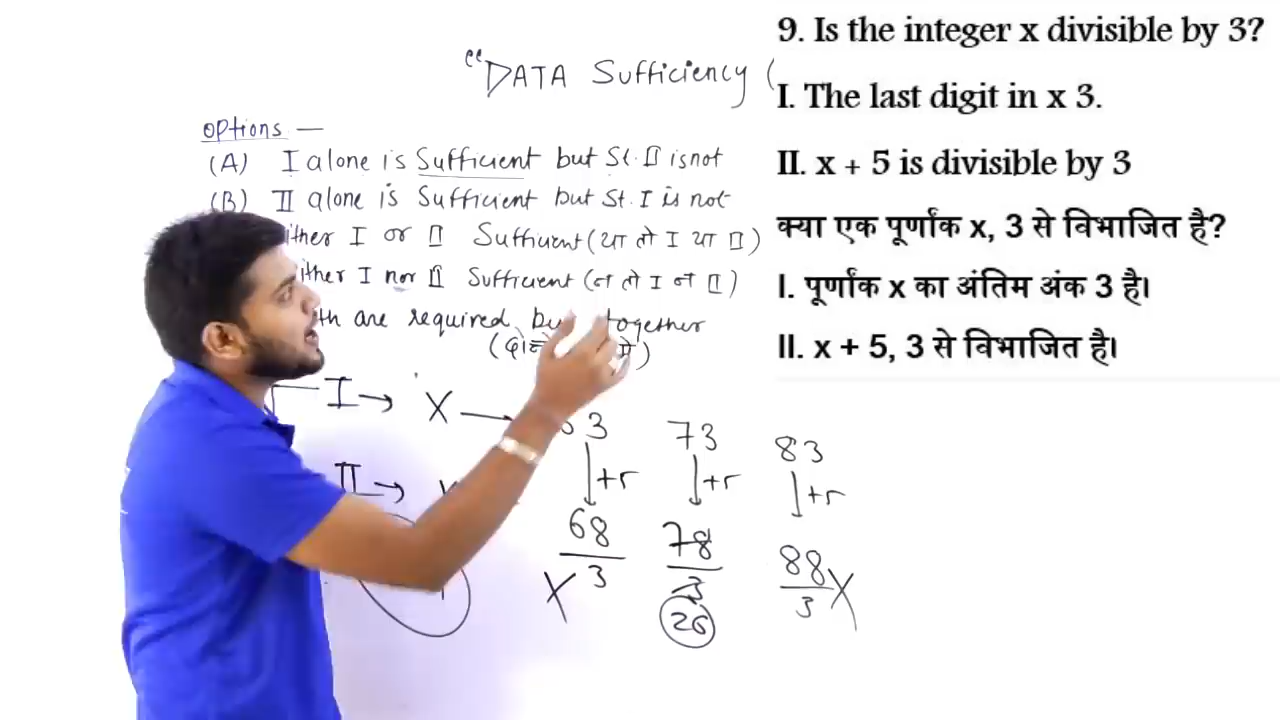 "DATA Sufficiency (
options —
(A) I alone is Sufficient but St. II is not
(B) II alone is Sufficient but St. I is not
ither I or II Sufficient (या तो I या II)
ither I nor II Sufficient (न तो I न II)
th are required together
9. Is the integer x divisible by 3?
I. The last digit in x 3.
II. x + 5 is divisible by 3
क्या एक पूर्णांक x, 3 से विभाजित है?
I. पूर्णांक x का अंतिम अंक 3 है।
II. x + 5, 3 से विभाजित है।
I → X →
3 73 83
II →
+5 +5 +5
68 78 88
3 3 3
X 26 X